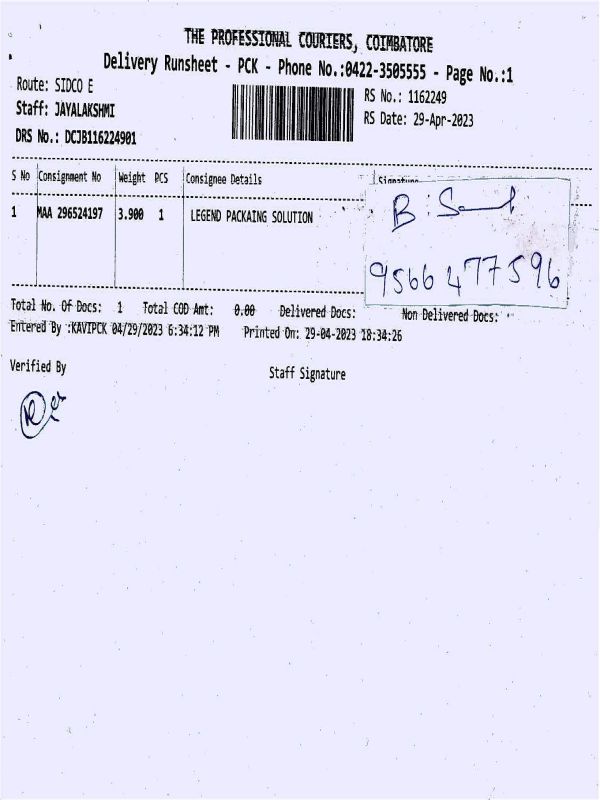 THE PROFESSIONAL COURIERS, COIMBATORE
Delivery Runsheet - PCK - Phone No.:0422-3505555 - Page No.:1
Route: SIDCO E
RS No.: 1162249
Staff: JAYALAKSHMI
RS Date: 29-Apr-2023
DRS No.: DCJB116224901
S No Consignment No Weight PCS Consignee Details Signature
1 MAA 296524197 3.900 1 LEGEND PACKAING SOLUTION
B.
9566477596
Total No. Of Docs: 1 Total COD Amt: 0.00 Delivered Docs: Non Delivered Docs:
Entered By :KAVIPCK 04/29/2023 6:34:12 PM Printed On: 29-04-2023 18:34:26
Verified By
Staff Signature